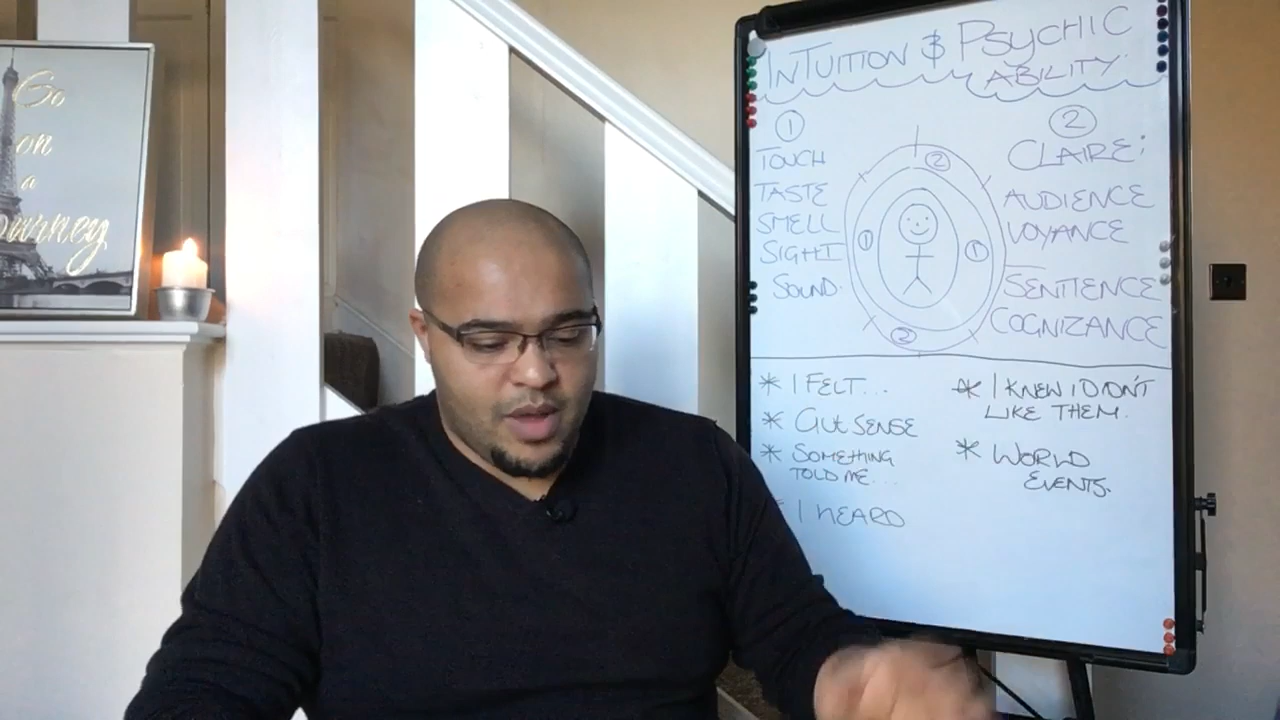 Go
on
a
ourney
INTUITION & PSYCHIC
ABILITY.
1
TOUCH
TASTE
SMELL
SIGHT
SOUND.
2
1
1
2
2
CLAIRE:
AUDIENCE
VOYANCE
SENTIENCE
COGNIZANCE
* I FELT...
* GUt SENSE
* SOMETHING
TOLD ME...
* I HEARD
* I KNEW I DIDN'T
LIKE THEM.
* WORLD
EVENTS.